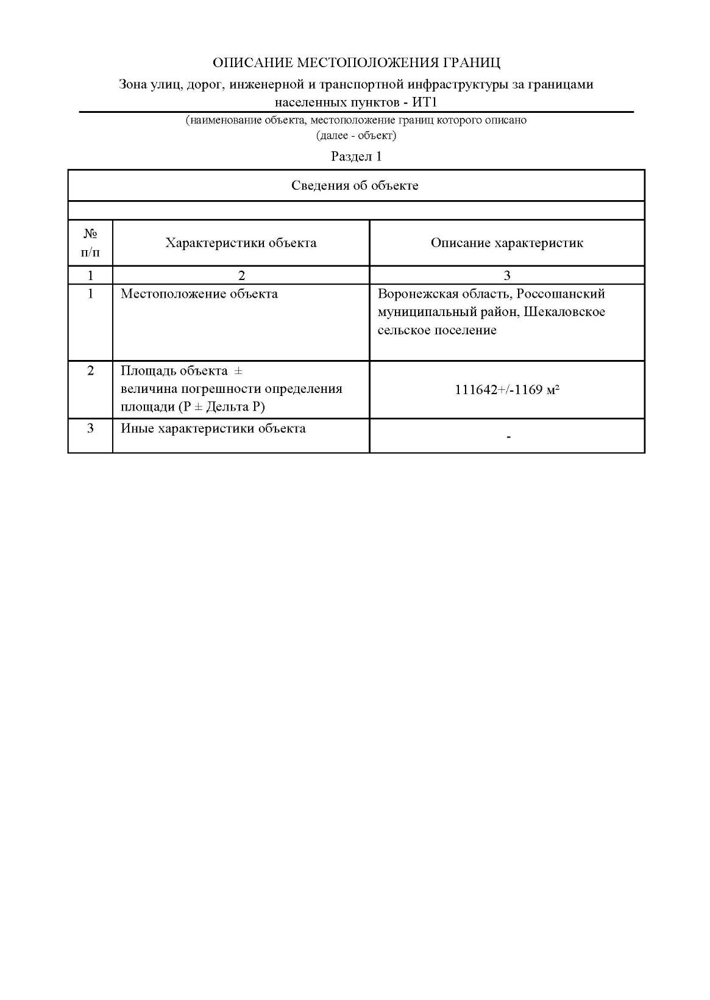 ОПИСАНИЕ МЕСТОПОЛОЖЕНИЯ ГРАНИЦ
Зона улиц, дорог, инженерной и транспортной инфраструктуры за границами
населенных пунктов - ИТ1
(наименование объекта, местоположение границ которого описано
(далее - объект)
Раздел 1
Сведения об объекте
№
п/п
Характеристики объекта
Описание характеристик
1
2
3
1
Местоположение объекта
Воронежская область, Россошанский
муниципальный район, Шекаловское
сельское поселение
2
Площадь объекта ±
величина погрешности определения
площади (Р ± Дельта Р)
111642+/-1169 м²
3
Иные характеристики объекта
-